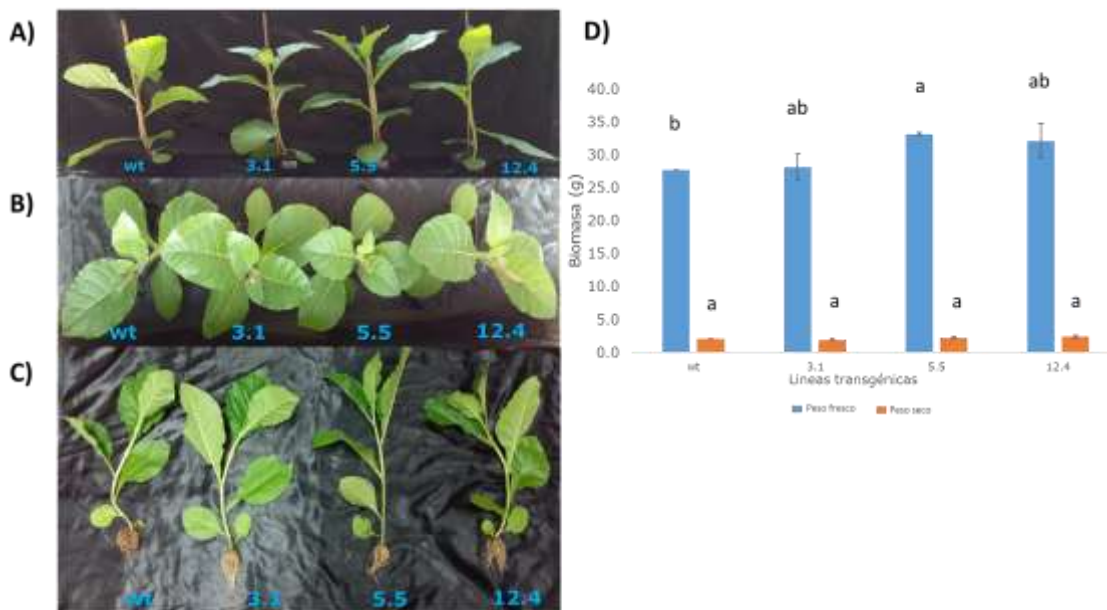 A)
wt 3.1 5.5 12.4
B)
wt 3.1 5.5 12.4
C)
wt 3.1 5.5 12.4
D)
Biomasa (g)
40.0
35.0
30.0
25.0
20.0
15.0
10.0
5.0
0.0
b ab a ab
a a a a
wt 3.1 5.5 12.4
Líneas transgénicas
Peso fresco Peso seco